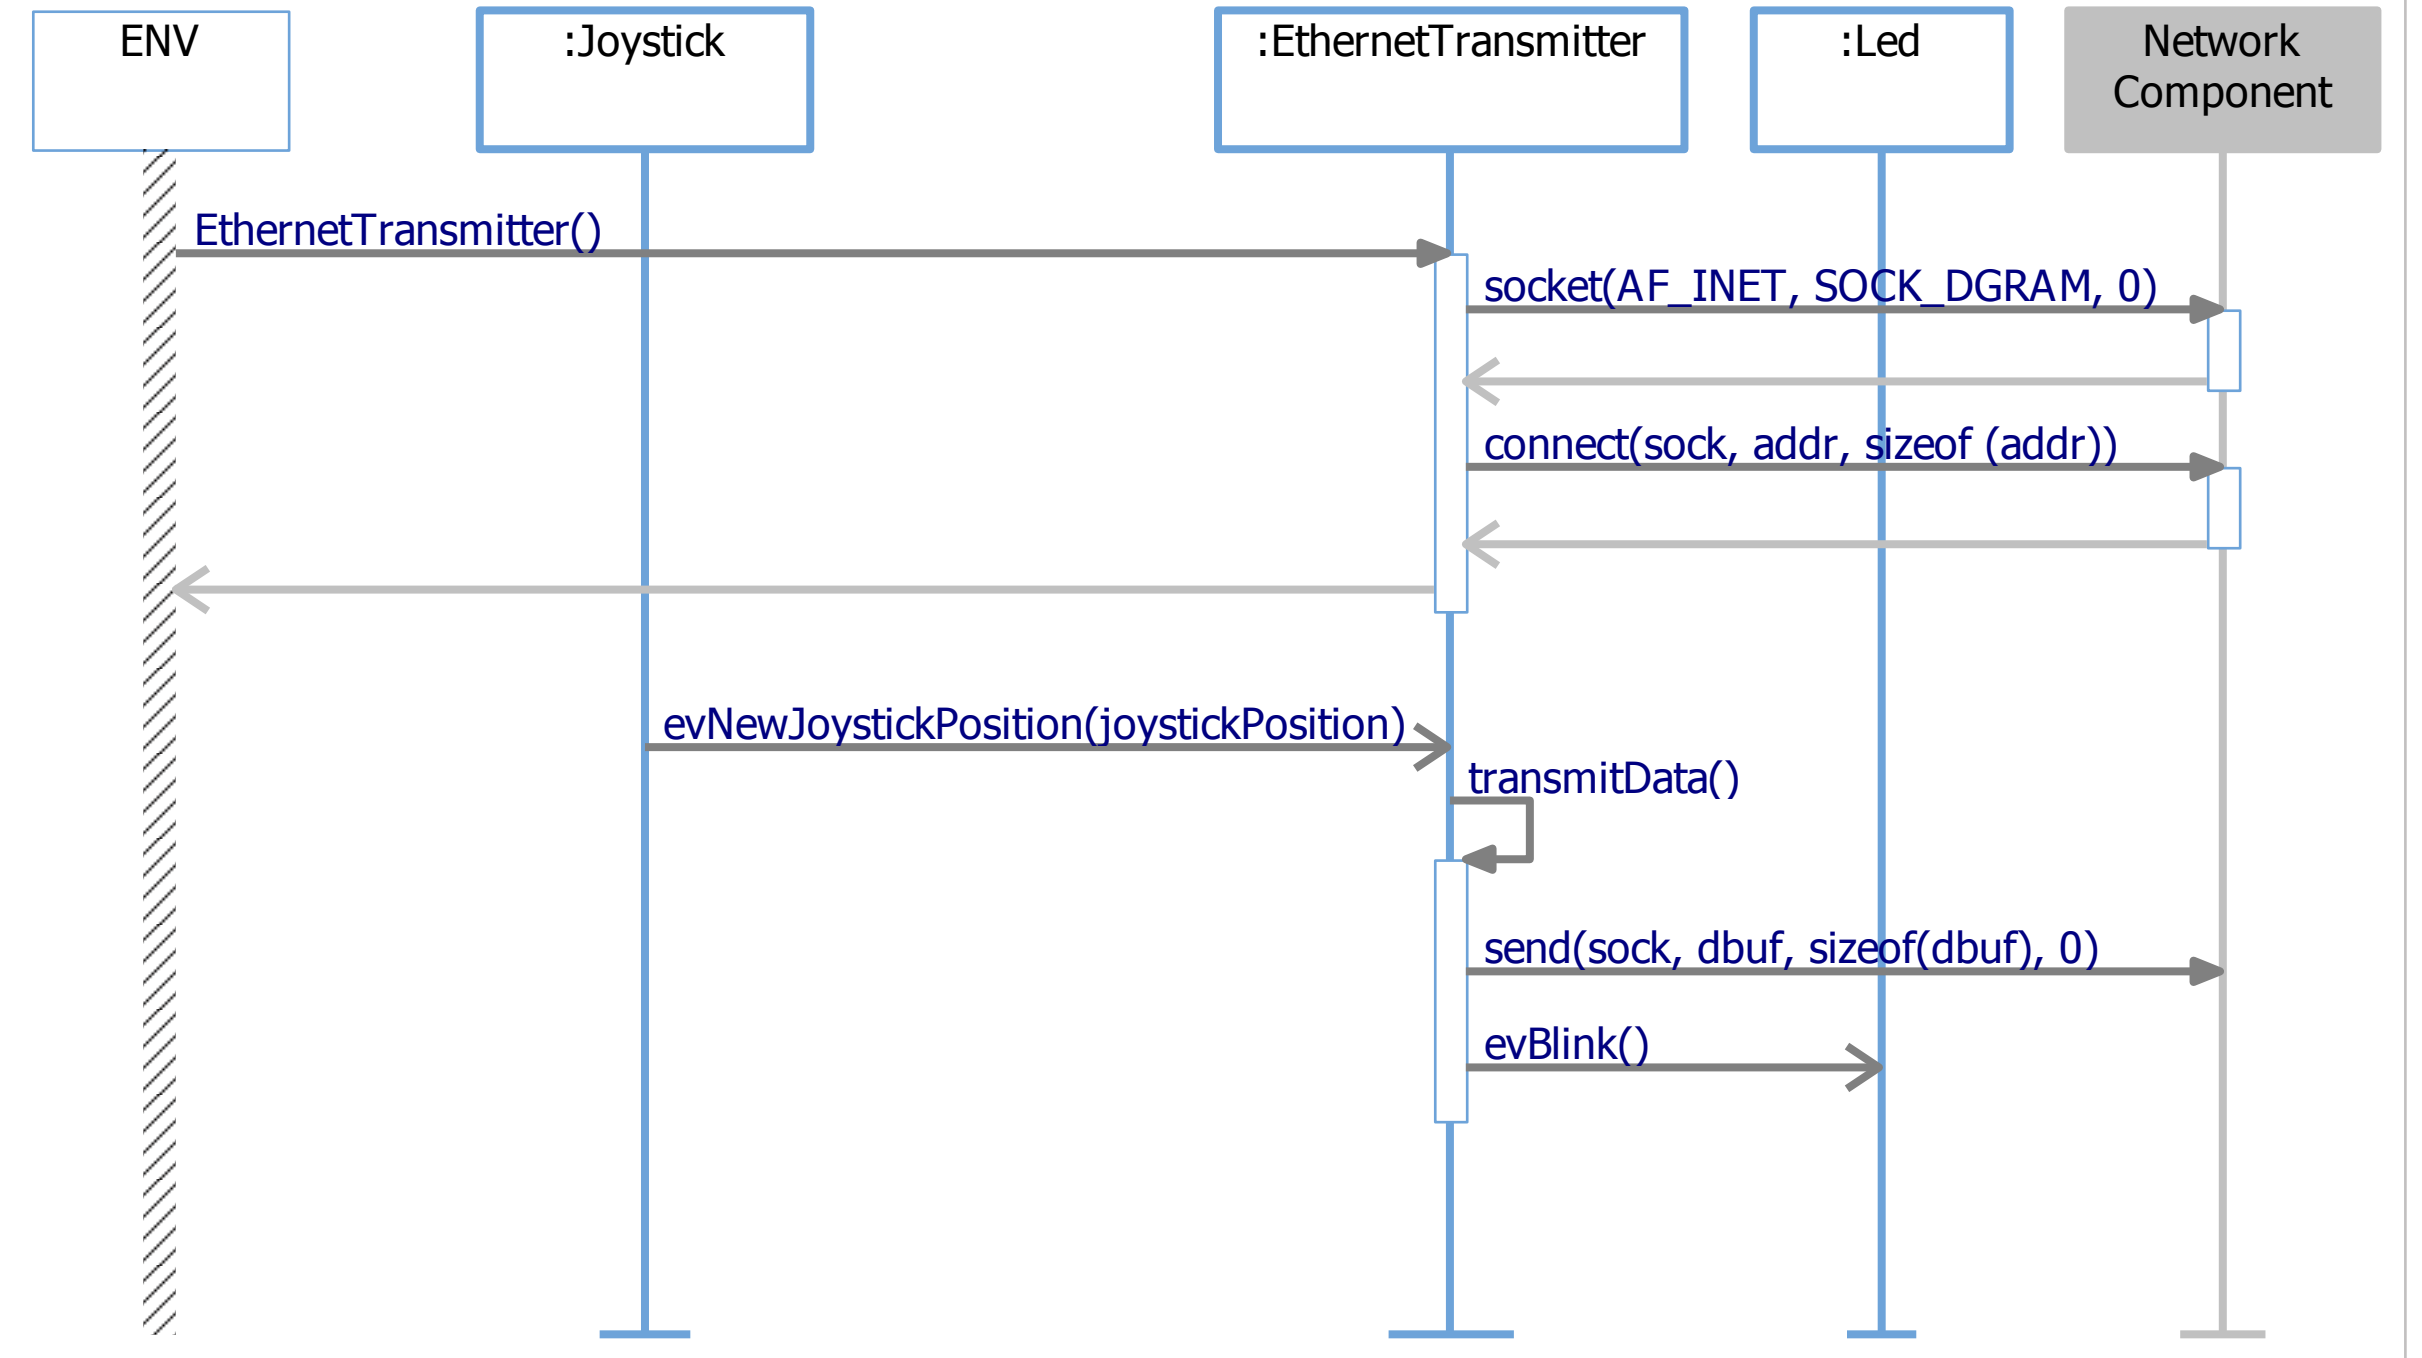 ENV
:Joystick
:EthernetTransmitter
:Led
Network
Component
EthernetTransmitter()
socket(AF_INET, SOCK_DGRAM, 0)
connect(sock, addr, sizeof (addr))
evNewJoystickPosition(joystickPosition)
transmitData()
send(sock, dbuf, sizeof(dbuf), 0)
evBlink()